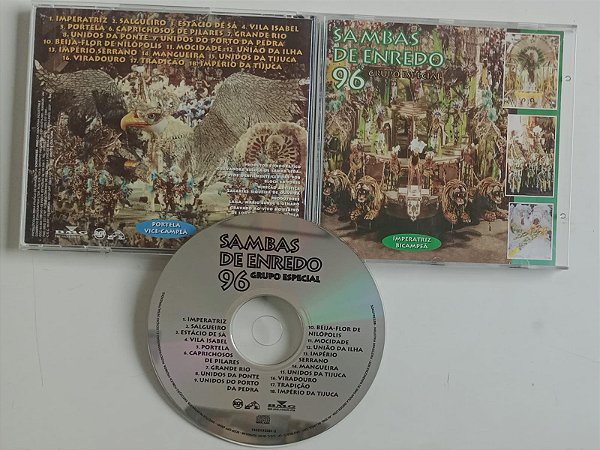 1. IMPERATRIZ 2. SALGUEIRO 3. ESTÁCIO DE SÁ 4. VILA ISABEL
5. PORTELA 6. CAPRICHOSOS DE PILARES 7. GRANDE RIO
8. UNIDOS DA PONTE 9. UNIDOS DO PORTO DA PEDRA
10. BEIJA-FLOR DE NILÓPOLIS 11. MOCIDADE 12. UNIÃO DA ILHA
13. IMPÉRIO SERRANO 14. MANGUEIRA 15. UNIDOS DA TIJUCA
16. VIRADOURO 17. TRADIÇÃO 18. IMPÉRIO DA TIJUCA
PORTELA
VICE-CAMPEÃ
BMG
SAMBAS
DE ENREDO
96 GRUPO ESPECIAL
IMPERATRIZ
BICAMPEÃ
SAMBAS
DE ENREDO
96 GRUPO ESPECIAL
1. IMPERATRIZ
2. SALGUEIRO
3. ESTÁCIO DE SÁ
4. VILA ISABEL
5. PORTELA
6. CAPRICHOSOS
DE PILARES
7. GRANDE RIO
8. UNIDOS DA PONTE
9. UNIDOS DO PORTO
DA PEDRA
10. BEIJA-FLOR DE
NILÓPOLIS
11. MOCIDADE
12. UNIÃO DA ILHA
13. IMPÉRIO
SERRANO
14. MANGUEIRA
15. UNIDOS DA TIJUCA
16. VIRADOURO
17. TRADIÇÃO
18. IMPÉRIO DA TIJUCA
RCA
BMG